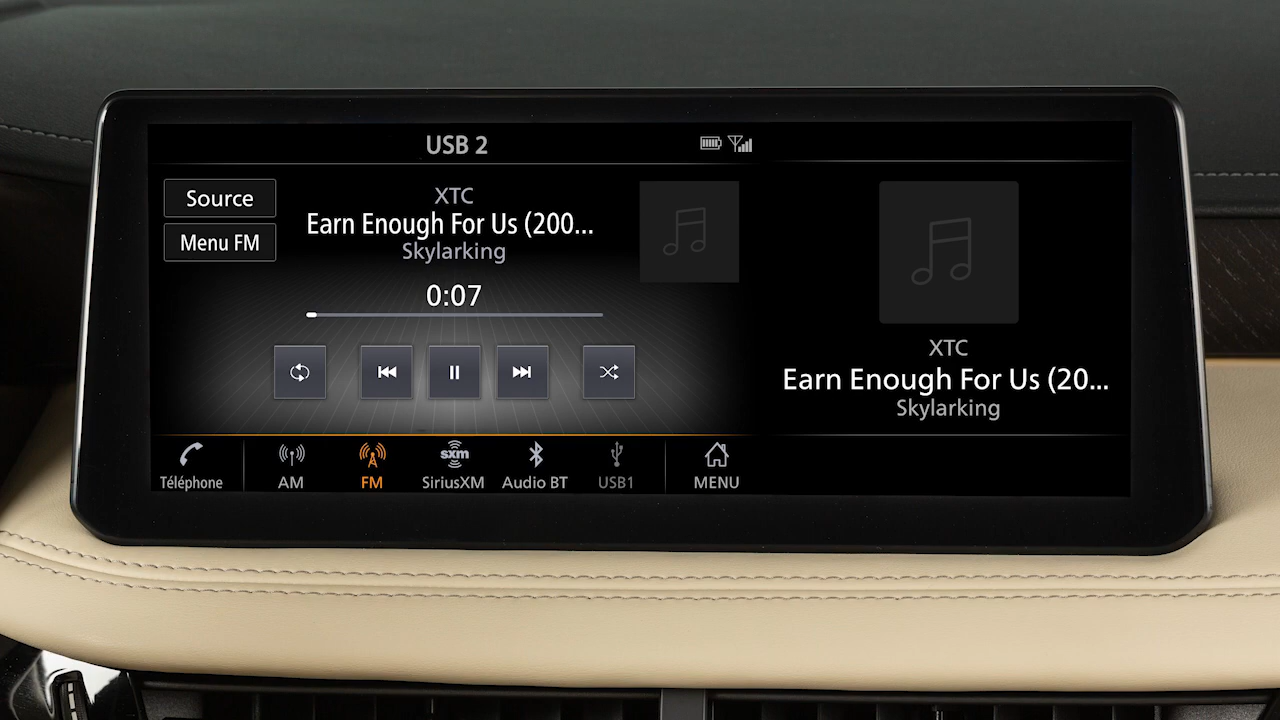 USB 2
Source
Menu FM
XTC
Earn Enough For Us (200...
Skylarking
0:07
XTC
Earn Enough For Us (20...
Skylarking
Téléphone
AM
FM
sxm
SiriusXM
Audio BT
USB1
MENU